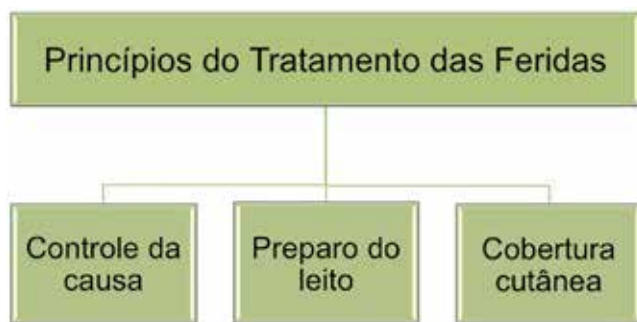 Princípios do Tratamento das Feridas
Controle da
causa
Preparo do
leito
Cobertura
cutânea